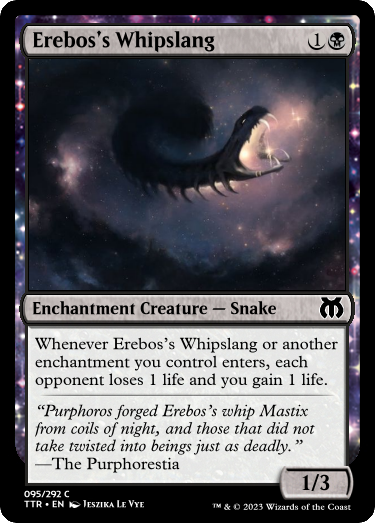 Erebos's Whipslang
1
Enchantment Creature — Snake
Whenever Erebos's Whipslang or another
enchantment you control enters, each
opponent loses 1 life and you gain 1 life.
“Purphoros forged Erebos's whip Mastix
from coils of night, and those that did
not take twisted into beings just as deadly.”
—The Purphorestia
1/3
095/292 C
TTR • EN Jeszika Le Vye
™ & © 2023 Wizards of the Coast